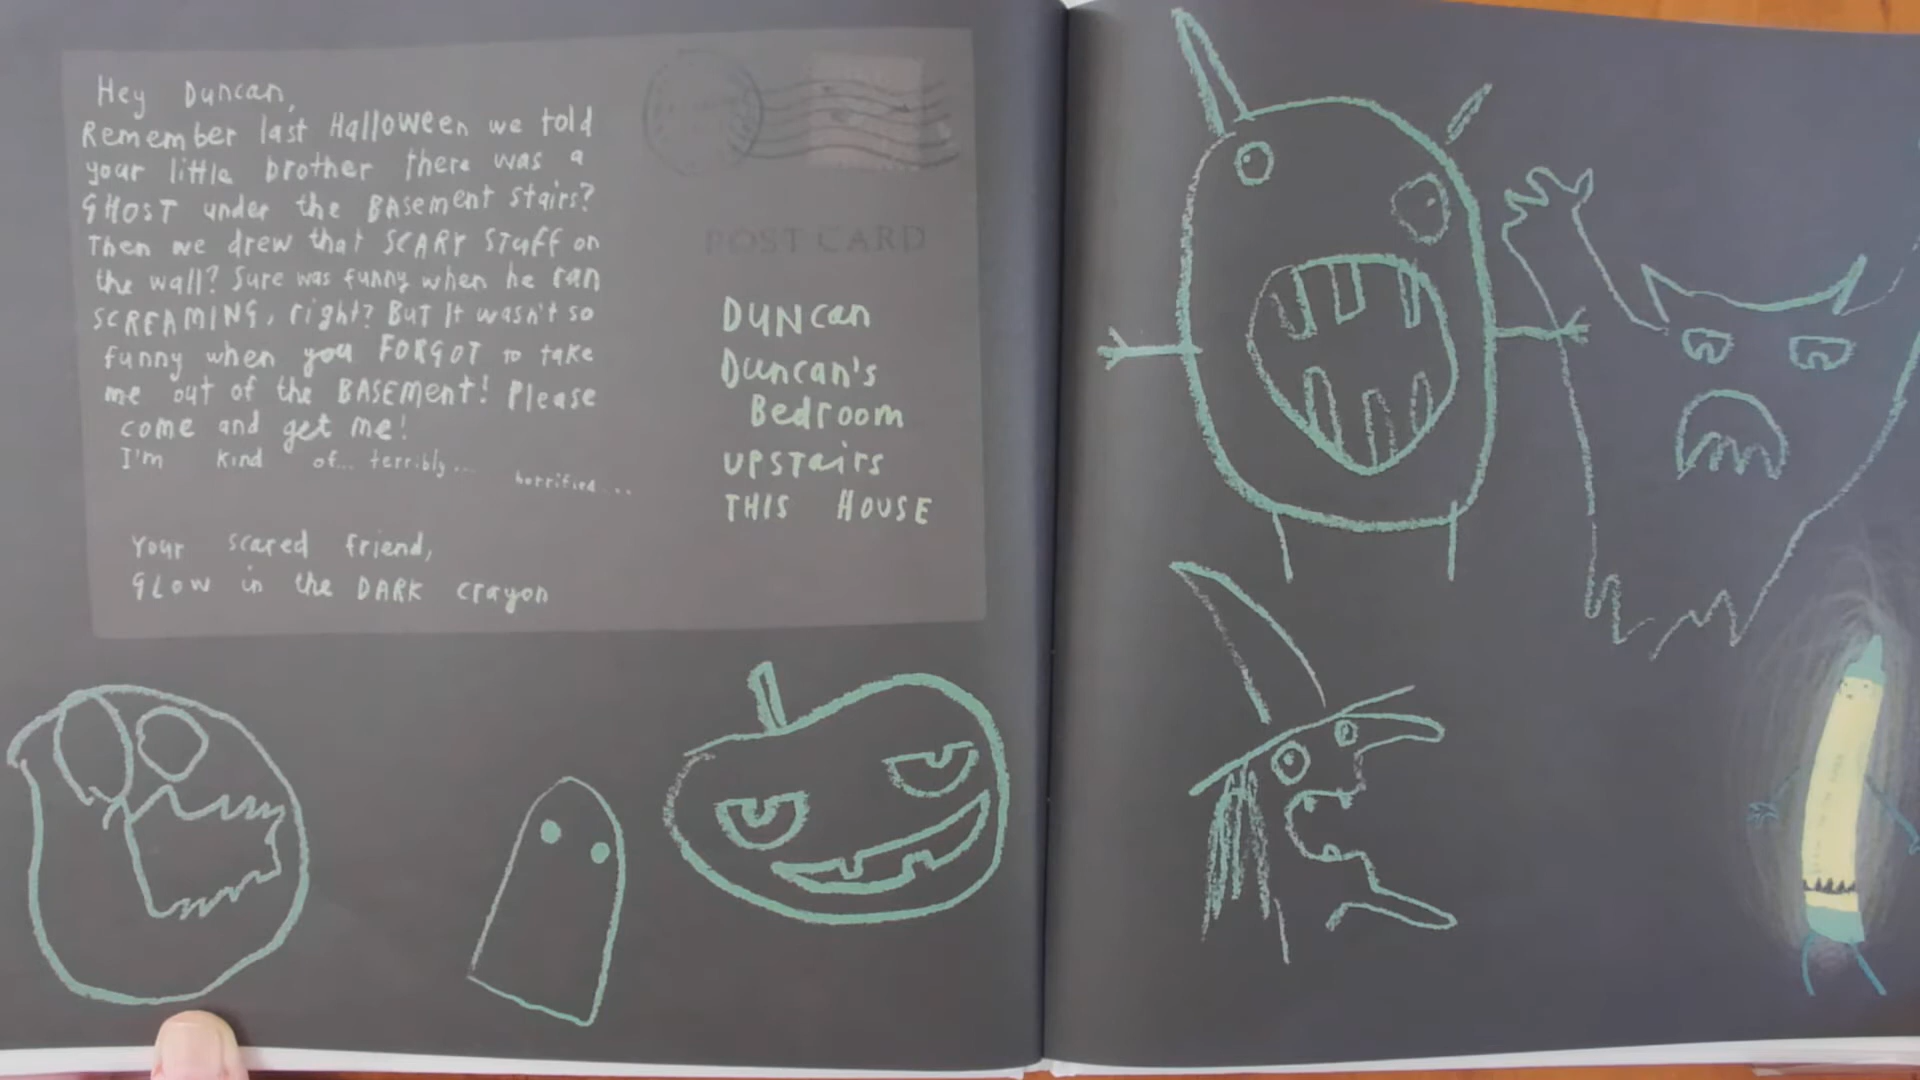 Hey Duncan,
Remember last Halloween we told
your little brother there was a
GHOST under the BASEMENT stairs?
Then we drew that SCARY STUFF on
the wall? Sure was funny when he ran
SCREAMING, right? BUT It wasn't so
funny when you FORGOT to take
me out of the BASEMENT! Please
come and get me!
I'm kind of... terribly... horrified...
Your scared friend,
GLOW in the DARK crayon
POST CARD
DUNCan
Duncan's
Bedroom
UPSTairs
THIS HOUSE